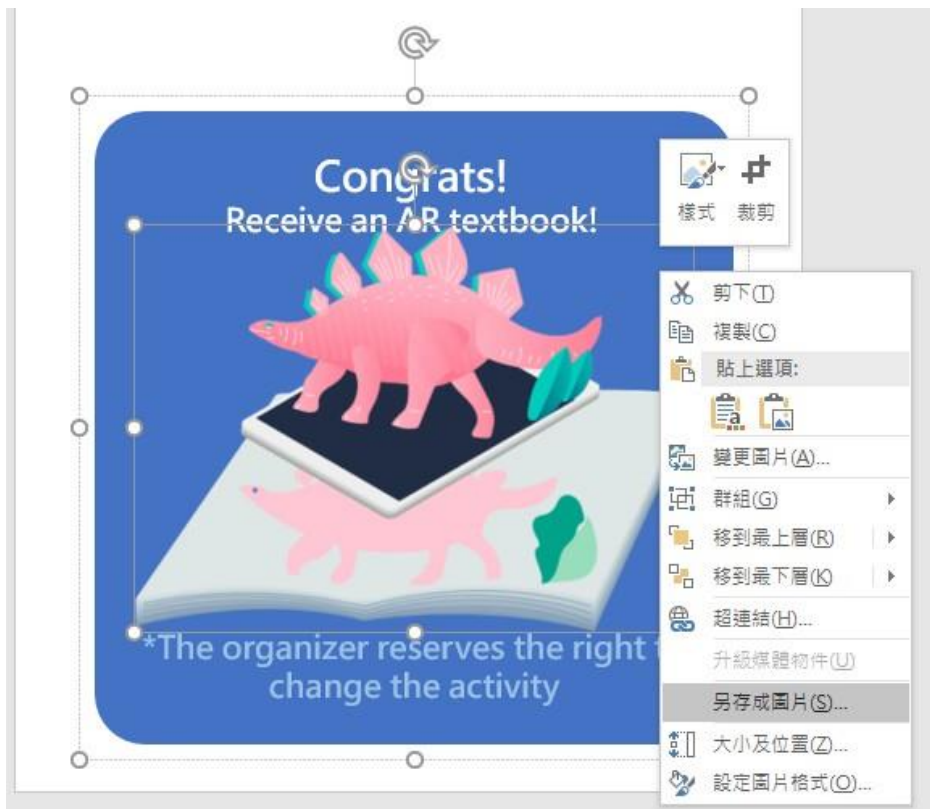 Congrats!
Receive an AR textbook!
*The organizer reserves the right t
change the activity
樣式
裁剪
剪下(T)
複製(C)
貼上選項:
a
變更圖片(A)...
群組(G)
移到最上層(R)
移到最下層(K)
超連結(H)...
升級媒體物件(U)
另存成圖片(S)...
大小及位置(Z)...
設定圖片格式(O)...